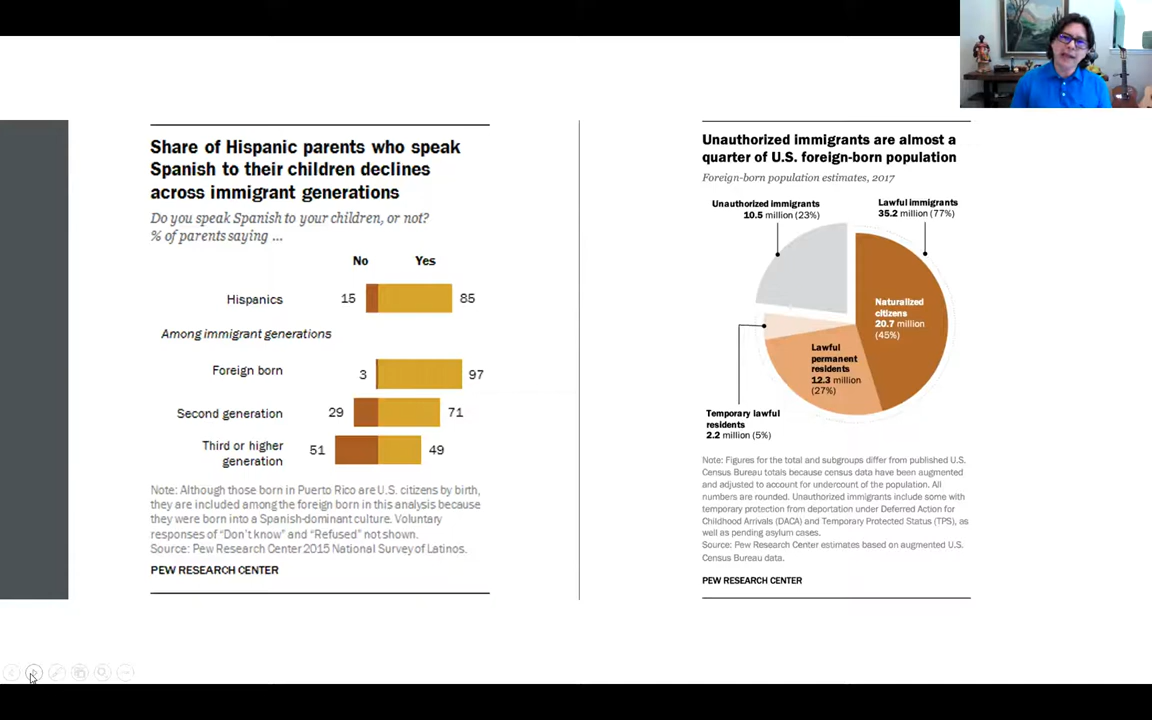 Share of Hispanic parents who speak
Spanish to their children declines
across immigrant generations
Do you speak Spanish to your children, or not?
% of parents saying ...
No Yes
Hispanics 15 85
Among immigrant generations
Foreign born 3 97
Second generation 29 71
Third or higher
generation 51 49
Note: Although those born in Puerto Rico are U.S. citizens by birth,
they are included among the foreign born in this analysis because
they were born into a Spanish-dominant culture. Voluntary
responses of “Don't know” and “Refused” not shown.
Source: Pew Research Center 2015 National Survey of Latinos.
PEW RESEARCH CENTER
Unauthorized immigrants are almost a
quarter of U.S. foreign-born population
Foreign-born population estimates, 2017
Unauthorized immigrants
10.5 million (23%)
Lawful immigrants
35.2 million (77%)
Naturalized
citizens
20.7 million
(45%)
Lawful
permanent
residents
12.3 million
(27%)
Temporary lawful
residents
2.2 million (5%)
Note: Figures for the total and subgroups differ from published U.S.
Census Bureau totals because census data have been augmented
and adjusted to account for undercount of the population. All
numbers are rounded. Unauthorized immigrants include some with
temporary protection from deportation under Deferred Action for
Childhood Arrivals (DACA) and Temporary Protected Status (TPS), as
well as pending asylum cases.
Source: Pew Research Center estimates based on augmented U.S.
Census Bureau data.
PEW RESEARCH CENTER